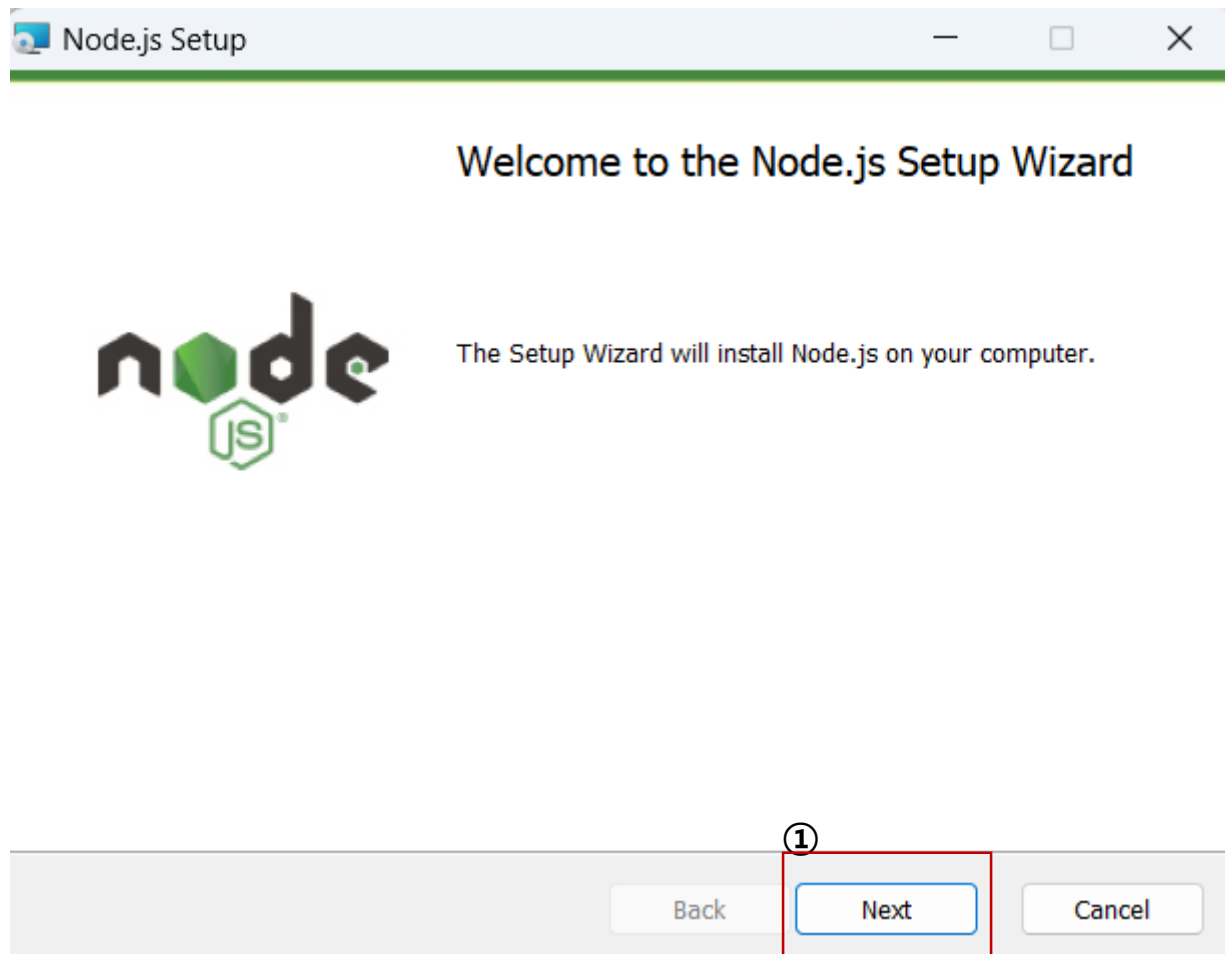 Node.js Setup
Welcome to the Node.js Setup Wizard
node
JS®
The Setup Wizard will install Node.js on your computer.
①
Back
Next
Cancel